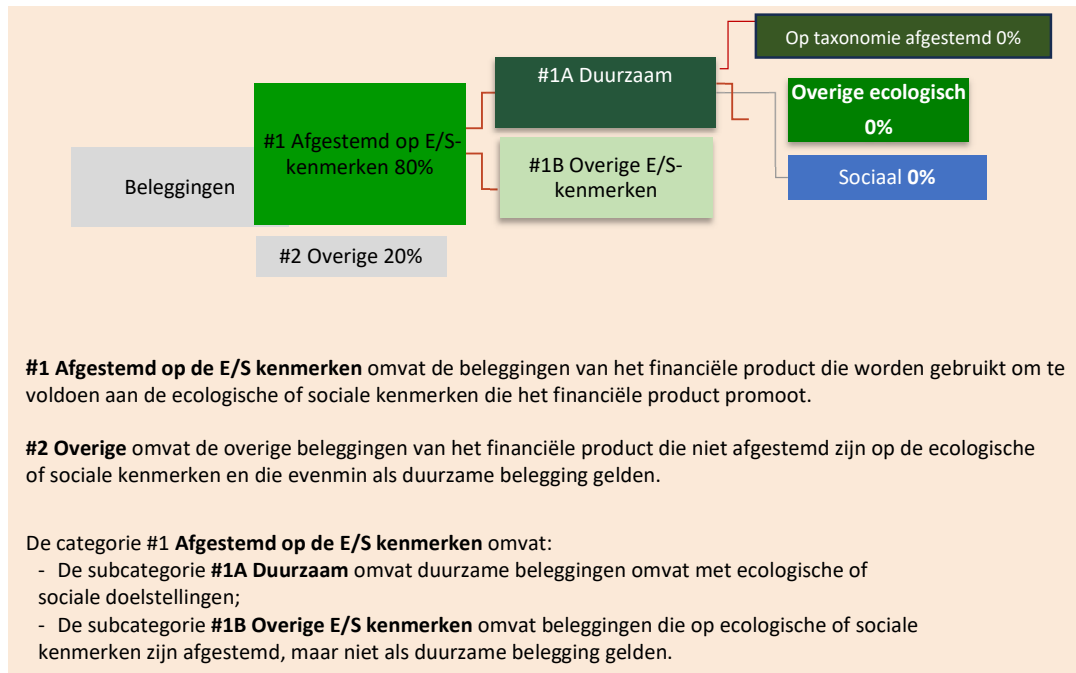 Op taxonomie afgestemd 0%
#1A Duurzaam
Overige ecologisch
0%
#1 Afgestemd op E/S-
kenmerken 80%
Beleggingen
#1B Overige E/S-
kenmerken
Sociaal 0%
#2 Overige 20%
#1 Afgestemd op de E/S kenmerken omvat de beleggingen van het financiële product die worden gebruikt om te
voldoen aan de ecologische of sociale kenmerken die het financiële product promoot.
#2 Overige omvat de overige beleggingen van het financiële product die niet afgestemd zijn op de ecologische
of sociale kenmerken en die evenmin als duurzame belegging gelden.
De categorie #1 Afgestemd op de E/S kenmerken omvat:
- De subcategorie #1A Duurzaam omvat duurzame beleggingen omvat met ecologische of
sociale doelstellingen;
- De subcategorie #1B Overige E/S kenmerken omvat beleggingen die op ecologische of sociale
kenmerken zijn afgestemd, maar niet als duurzame belegging gelden.